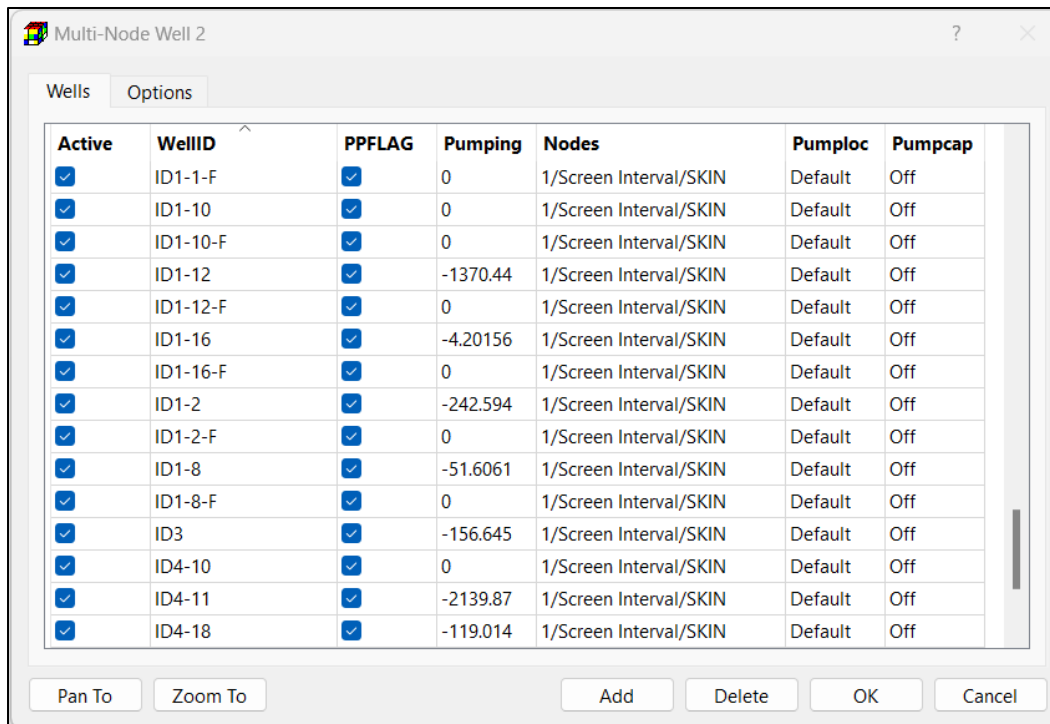 Multi-Node Well 2 ?
Wells Options
Active WellID PPFLAG Pumping Nodes Pumploc Pumpcap
ID1-1-F 0 1/Screen Interval/SKIN Default Off
ID1-10 0 1/Screen Interval/SKIN Default Off
ID1-10-F 0 1/Screen Interval/SKIN Default Off
ID1-12 -1370.44 1/Screen Interval/SKIN Default Off
ID1-12-F 0 1/Screen Interval/SKIN Default Off
ID1-16 -4.20156 1/Screen Interval/SKIN Default Off
ID1-16-F 0 1/Screen Interval/SKIN Default Off
ID1-2 -242.594 1/Screen Interval/SKIN Default Off
ID1-2-F 0 1/Screen Interval/SKIN Default Off
ID1-8 -51.6061 1/Screen Interval/SKIN Default Off
ID1-8-F 0 1/Screen Interval/SKIN Default Off
ID3 -156.645 1/Screen Interval/SKIN Default Off
ID4-10 0 1/Screen Interval/SKIN Default Off
ID4-11 -2139.87 1/Screen Interval/SKIN Default Off
ID4-18 -119.014 1/Screen Interval/SKIN Default Off
Pan To Zoom To Add Delete OK Cancel